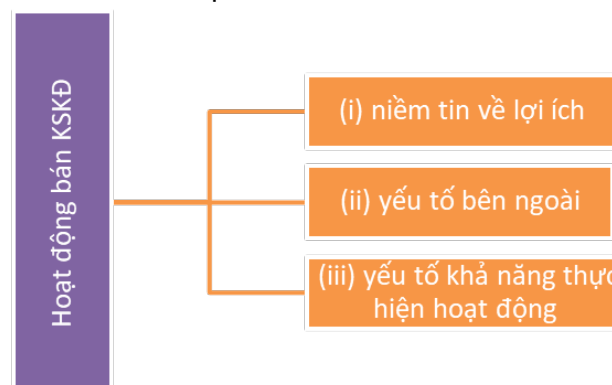 Hoạt động bán KSKĐ
(i) niềm tin về lợi ích
(ii) yếu tố bên ngoài
(iii) yếu tố khả năng thực
hiện hoạt động